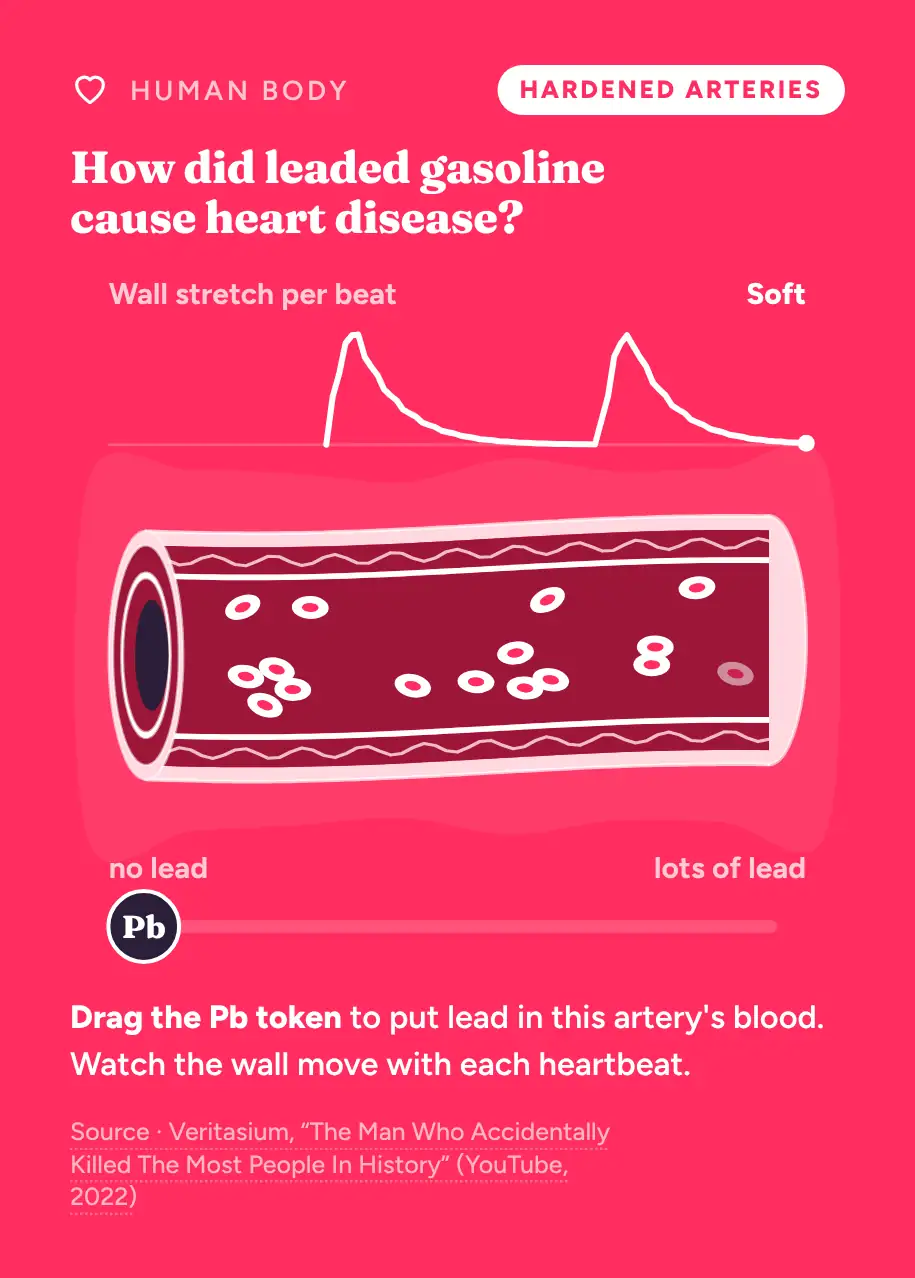 HUMAN BODY
HARDENED ARTERIES
How did leaded gasoline
cause heart disease?
Wall stretch per beat
Soft
no lead
lots of lead
Pb
Drag the Pb token to put lead in this artery's blood.
Watch the wall move with each heartbeat.
Source · Veritasium, “The Man Who Accidentally
Killed The Most People In History” (YouTube,
2022)